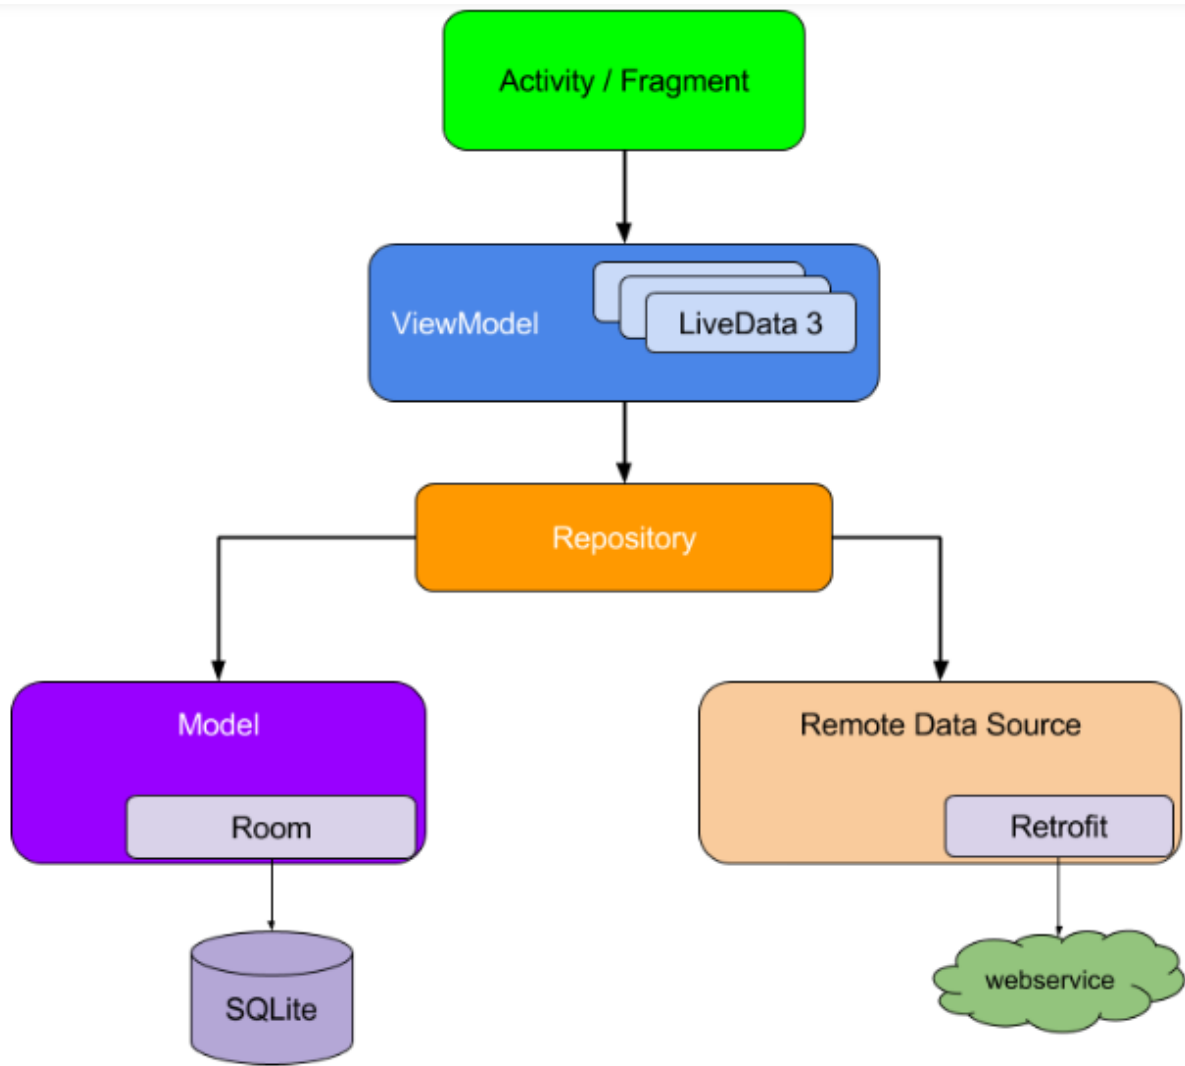 Activity / Fragment
ViewModel
LiveData 3
Repository
Model
Remote Data Source
Room
Retrofit
SQLite
webservice